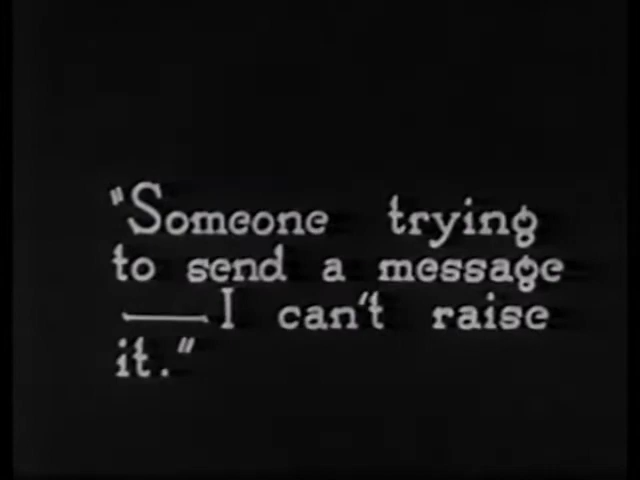 "Someone trying
to send a message
—I can't raise
it."